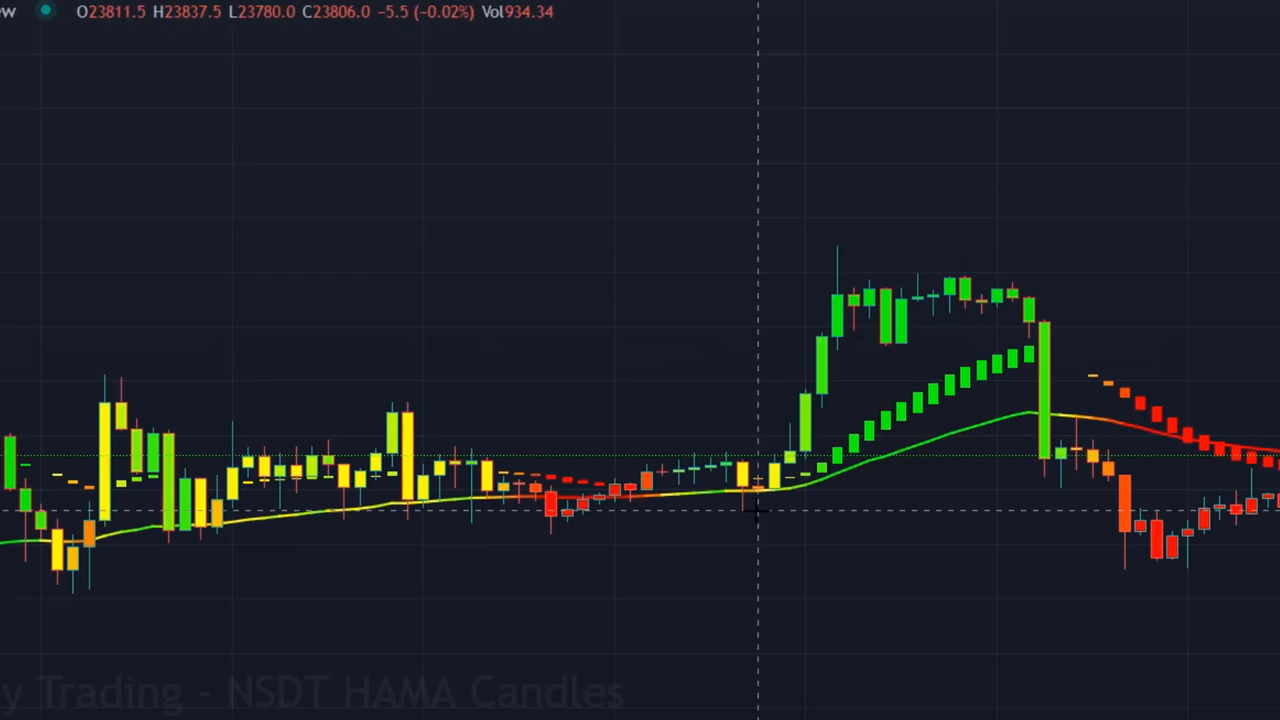 O23811.5 H23837.5 L23780.0 C23806.0 −5.5 (−0.02%) Vol934.34
y Trading - NSDT HAMA Candles